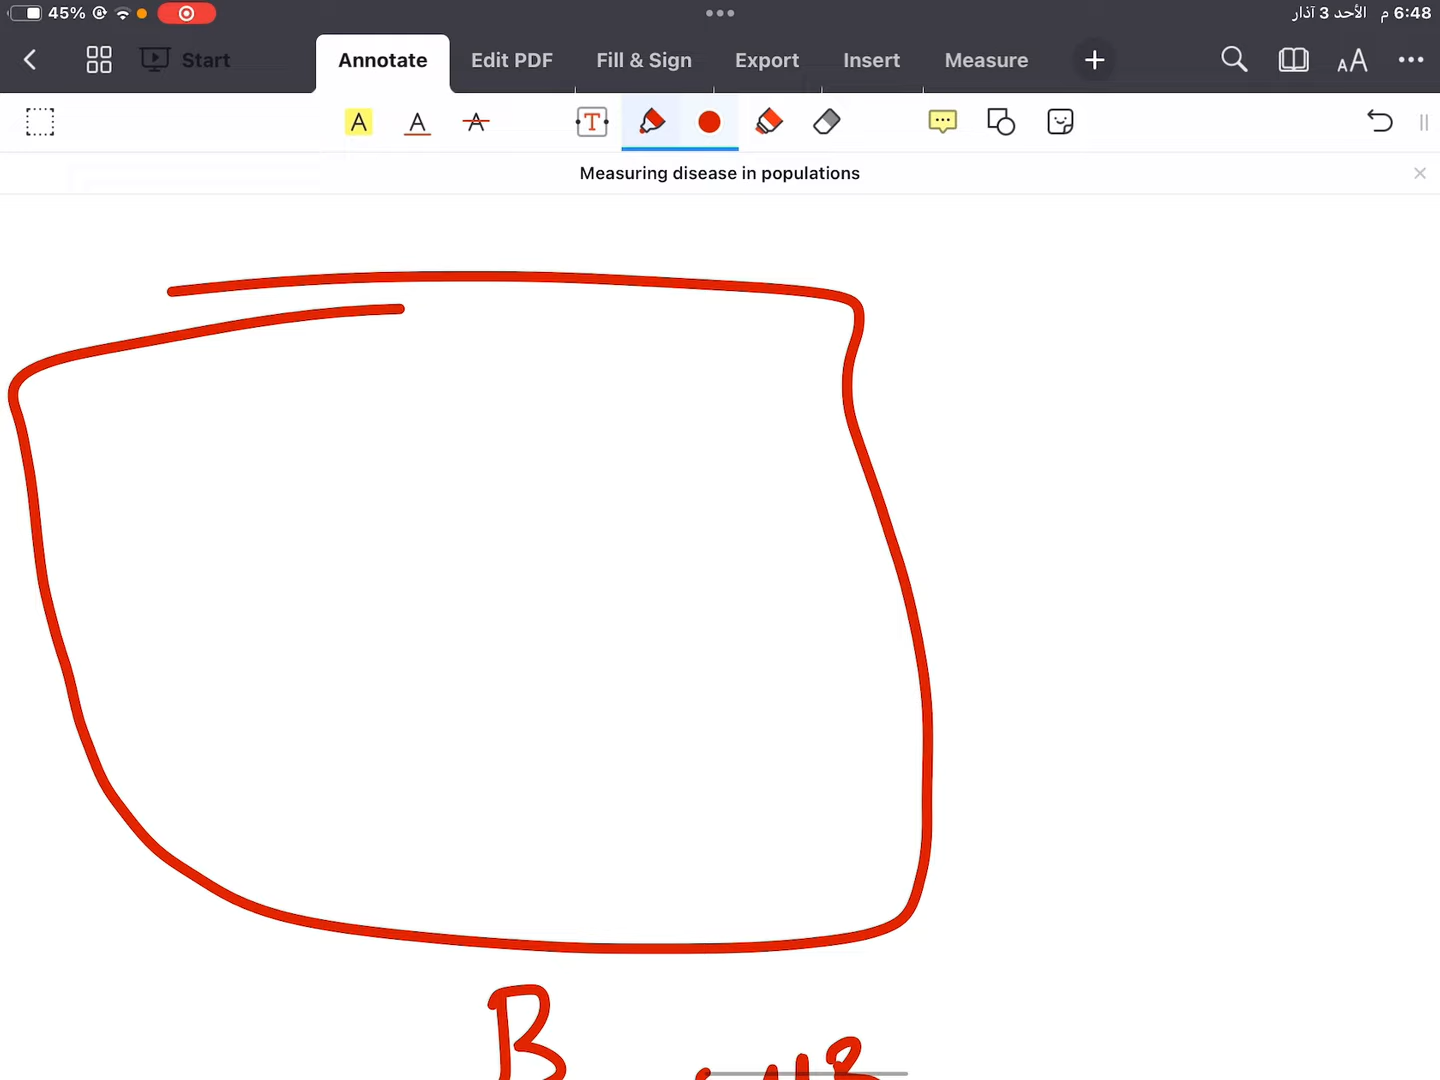 45% الأحد 3 آذار 6:48 م
Start Annotate Edit PDF Fill & Sign Export Insert Measure
A A A T
Measuring disease in populations
B